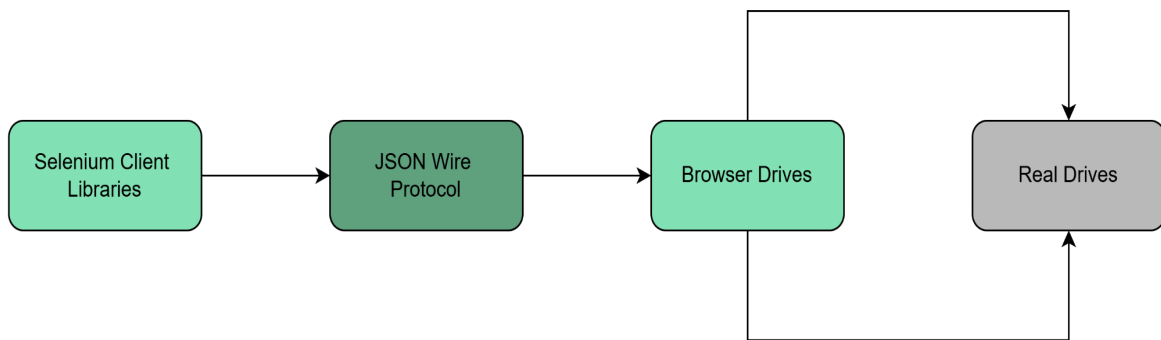 Selenium Client
Libraries
JSON Wire
Protocol
Browser Drives
Real Drives